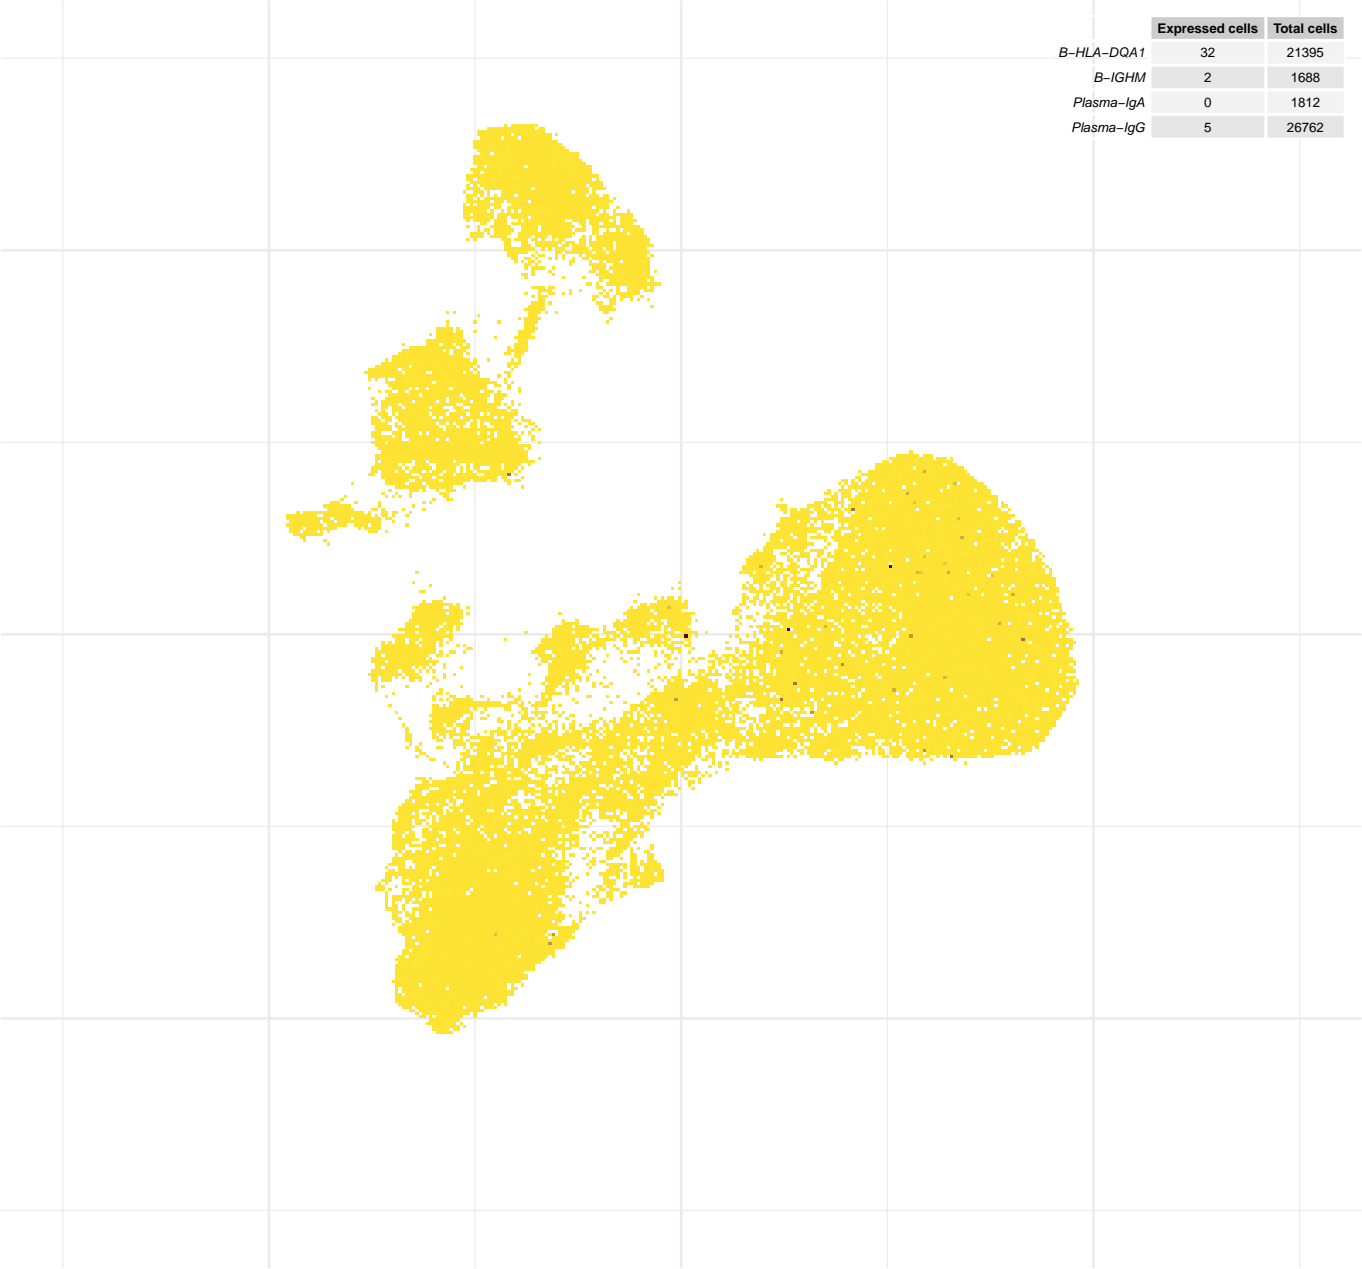 Expressed cells Total cells
B−HLA−DQA1 32 21395
B−IGHM 2 1688
Plasma−IgA 0 1812
Plasma−IgG 5 26762